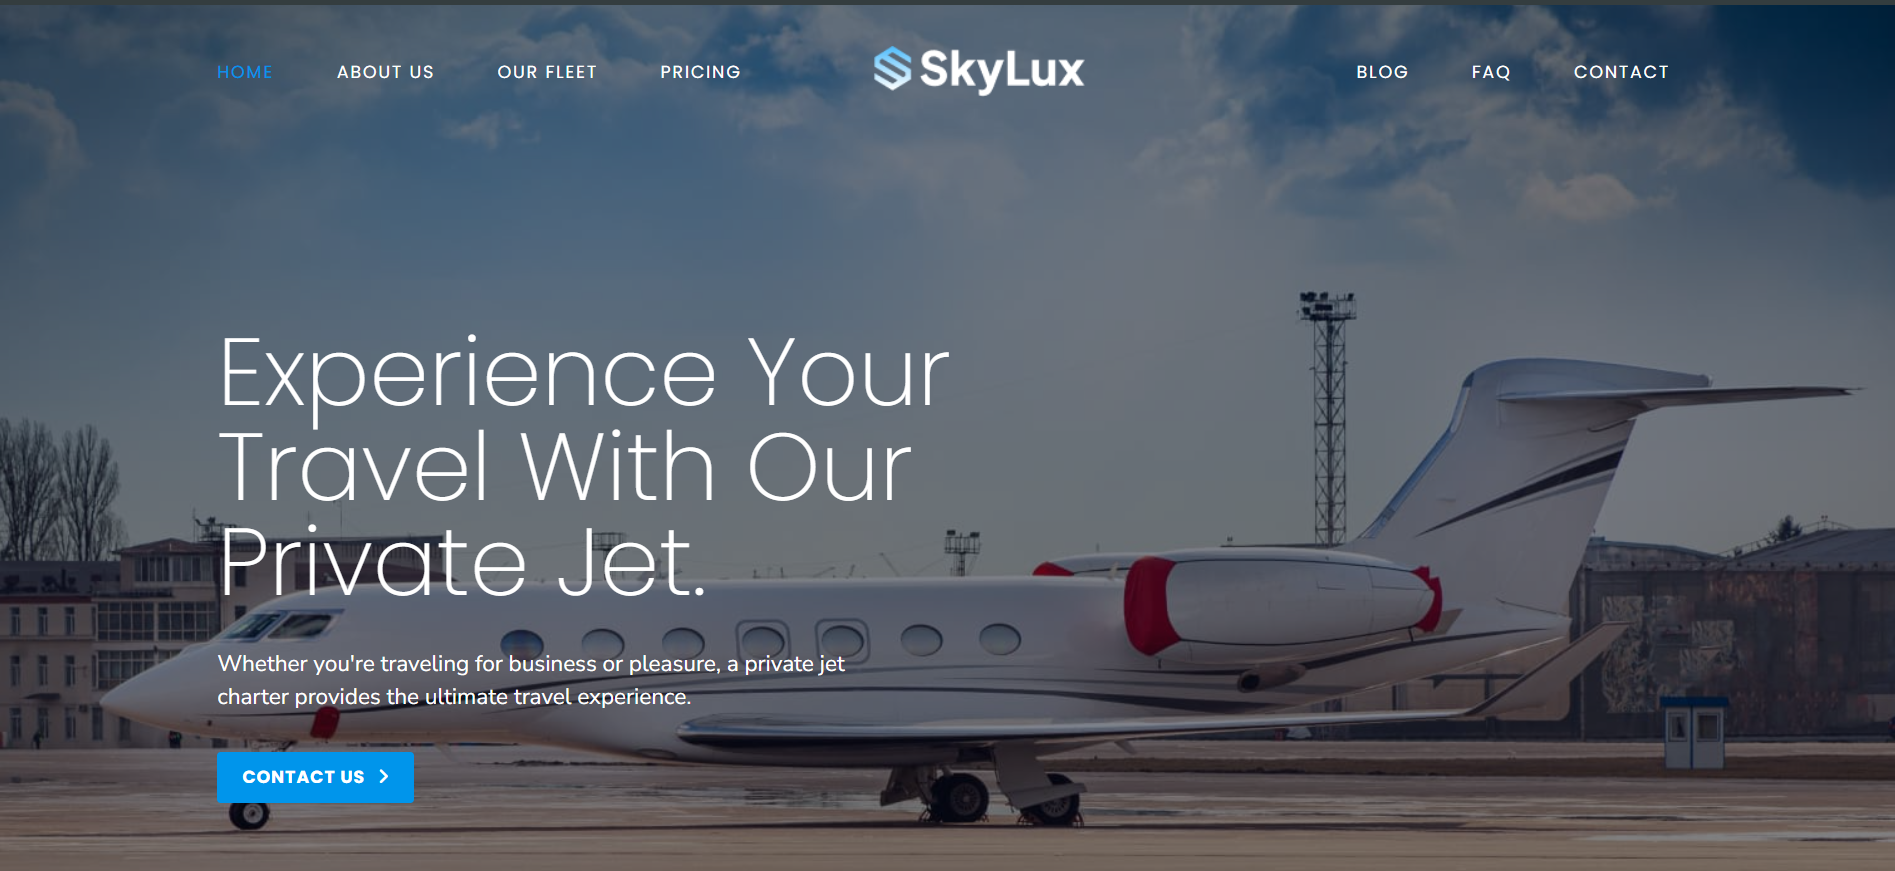 HOME
ABOUT US
OUR FLEET
PRICING
SkyLux
BLOG
FAQ
CONTACT
Experience Your
Travel With Our
Private Jet.
Whether you're traveling for business or pleasure, a private jet
charter provides the ultimate travel experience.
CONTACT US